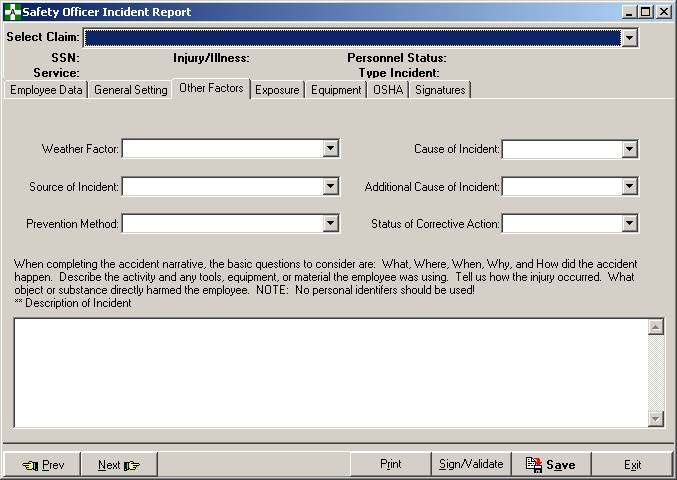 Safety Officer Incident Report
Select Claim:
SSN: Injury/Illness: Personnel Status:
Service: Type Incident:
Employee Data General Setting Other Factors Exposure Equipment OSHA Signatures
Weather Factor: Cause of Incident:
Source of Incident: Additional Cause of Incident:
Prevention Method: Status of Corrective Action:
When completing the accident narrative, the basic questions to consider are:  What, Where, When, Why, and How did the accident
happen.  Describe the activity and any tools, equipment, or material the employee was using.  Tell us how the injury occurred.  What
object or substance directly harmed the employee.  NOTE:  No personal identifers should be used!
** Description of Incident
Prev Next Print Sign/Validate Save Exit